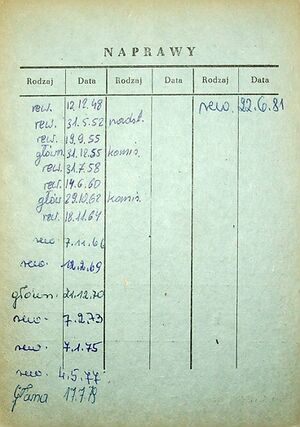 NAPRAWY
Rodzaj Data Rodzaj Data Rodzaj Data
rew. 12.12.48 rew. 22.6.81
rew. 31.5.52 nadst.
rew. 19.9.55
główn. 31.12.55 komis.
rew. 31.7.58
rew. 14.6.60
główn 29.10.62 komis.
rew. 18.11.64
rew. 7.11.66
rew. 12.2.69
główn. 21.12.70
rew. 7.2.73
rew. 7.1.75
rew. 4.5.77
główna 17.7.78